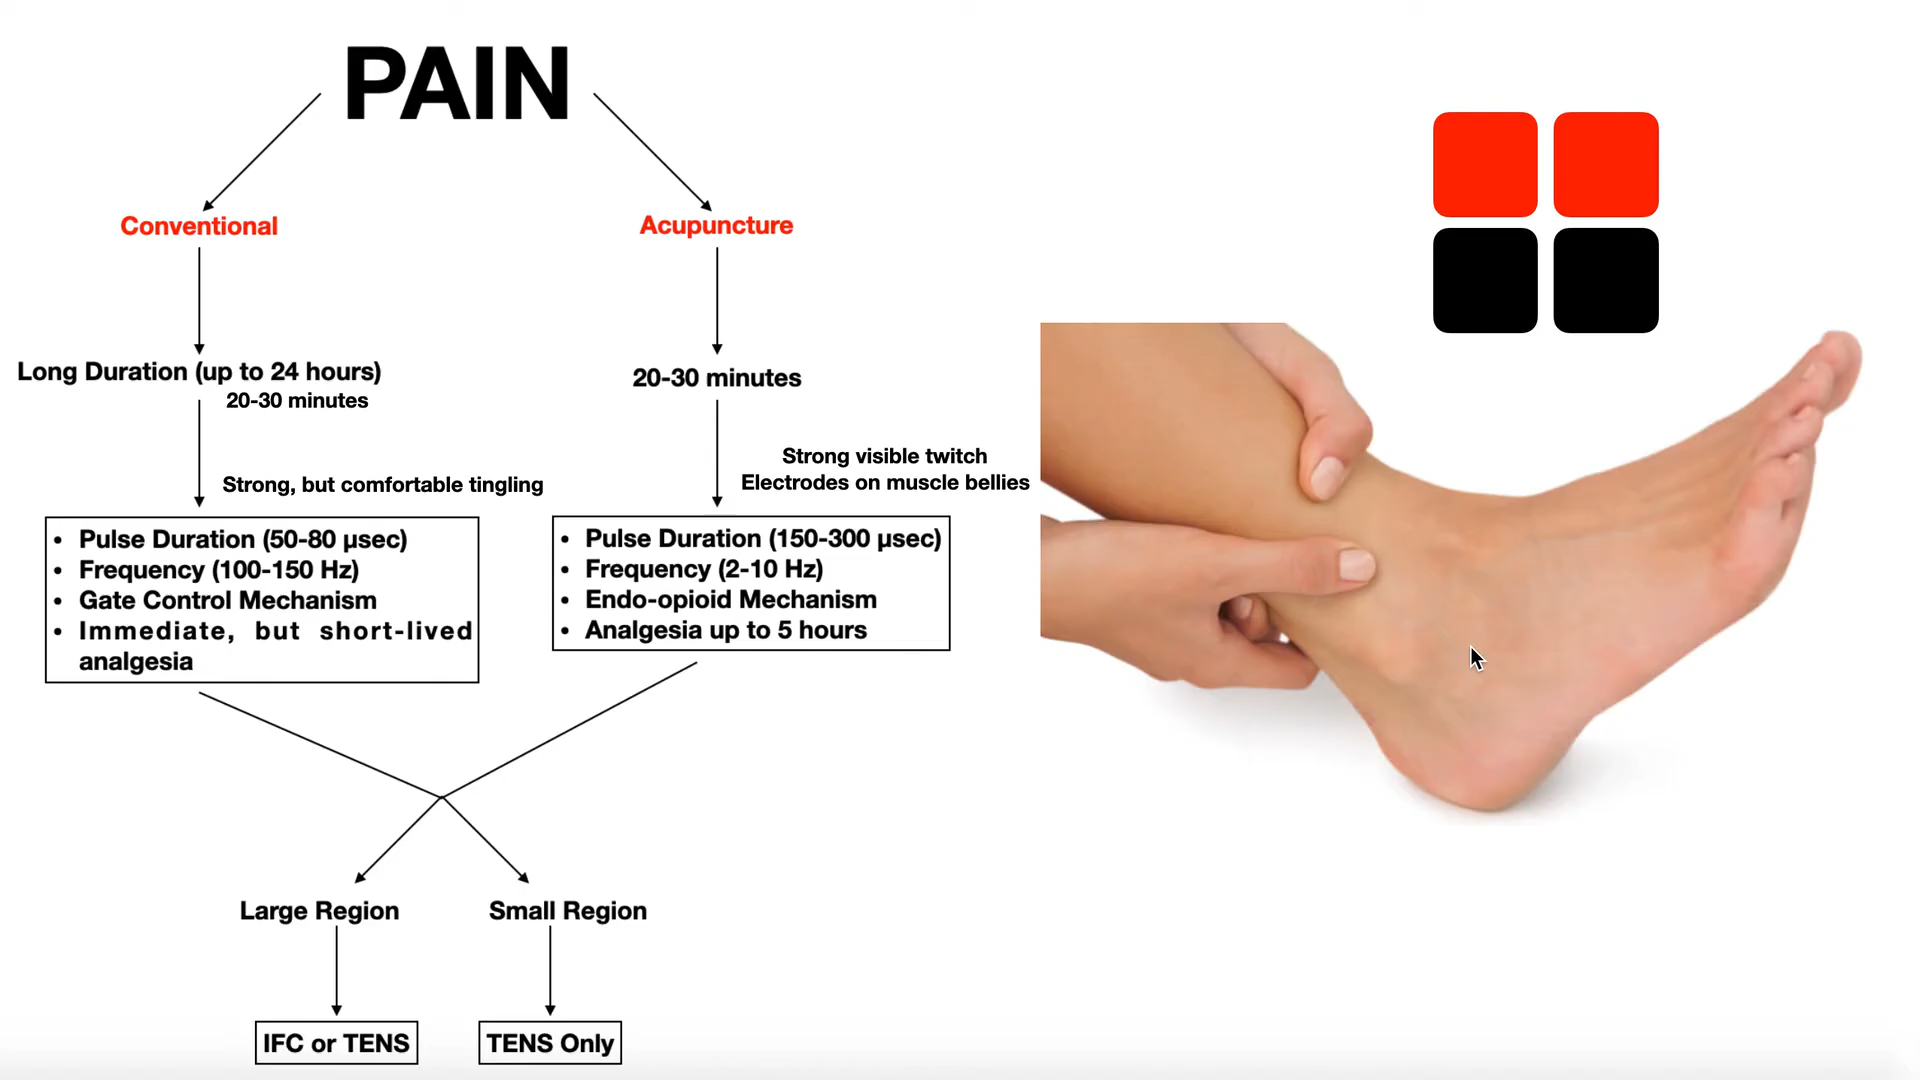 PAIN
Conventional
Acupuncture
Long Duration (up to 24 hours)
20-30 minutes
20-30 minutes
Strong, but comfortable tingling
Strong visible twitch
Electrodes on muscle bellies
• Pulse Duration (50-80 μsec)
• Frequency (100-150 Hz)
• Gate Control Mechanism
• Immediate, but short-lived
analgesia
• Pulse Duration (150-300 μsec)
• Frequency (2-10 Hz)
• Endo-opioid Mechanism
• Analgesia up to 5 hours
Large Region
Small Region
IFC or TENS
TENS Only